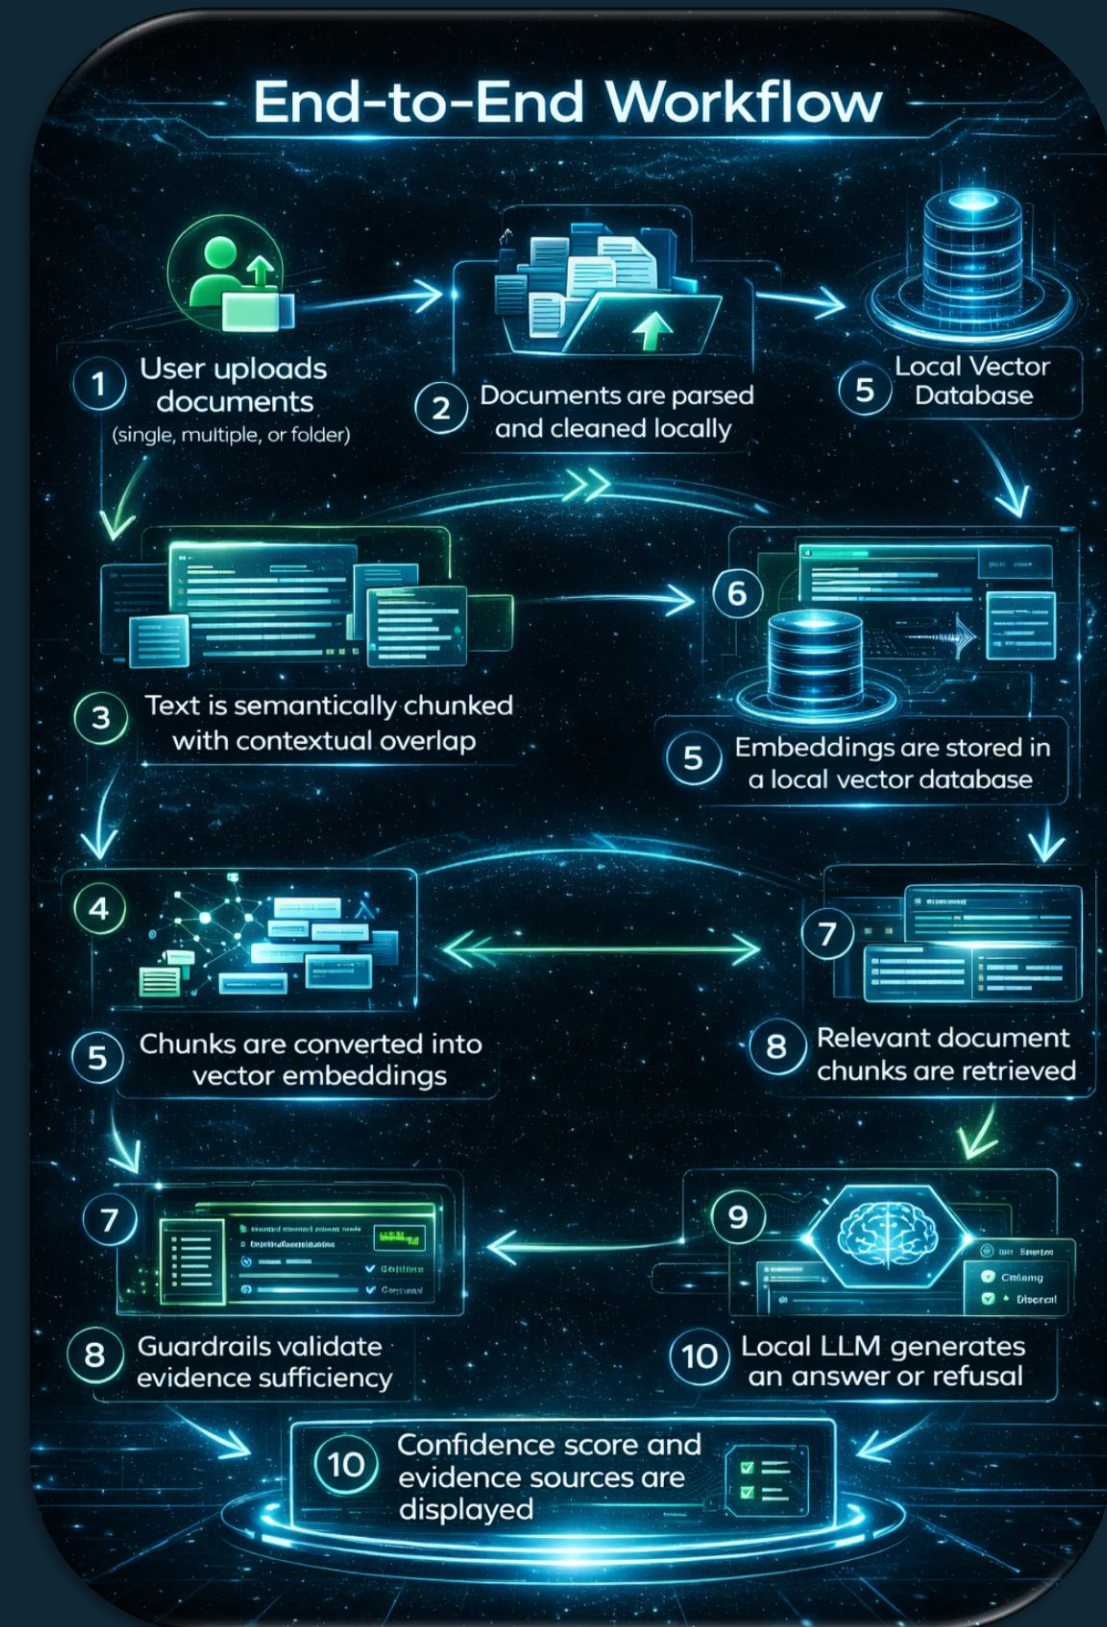 End-to-End Workflow
1
User uploads
documents
(single, multiple, or folder)
2
Documents are parsed
and cleaned locally
5
Local Vector
Database
3
Text is semantically chunked
with contextual overlap
6
5
Embeddings are stored in
a local vector database
4
5
Chunks are converted into
vector embeddings
7
8
Relevant document
chunks are retrieved
7
8
Guardrails validate
evidence sufficiency
9
10
Local LLM generates
an answer or refusal
10
Confidence score and
evidence sources are
displayed